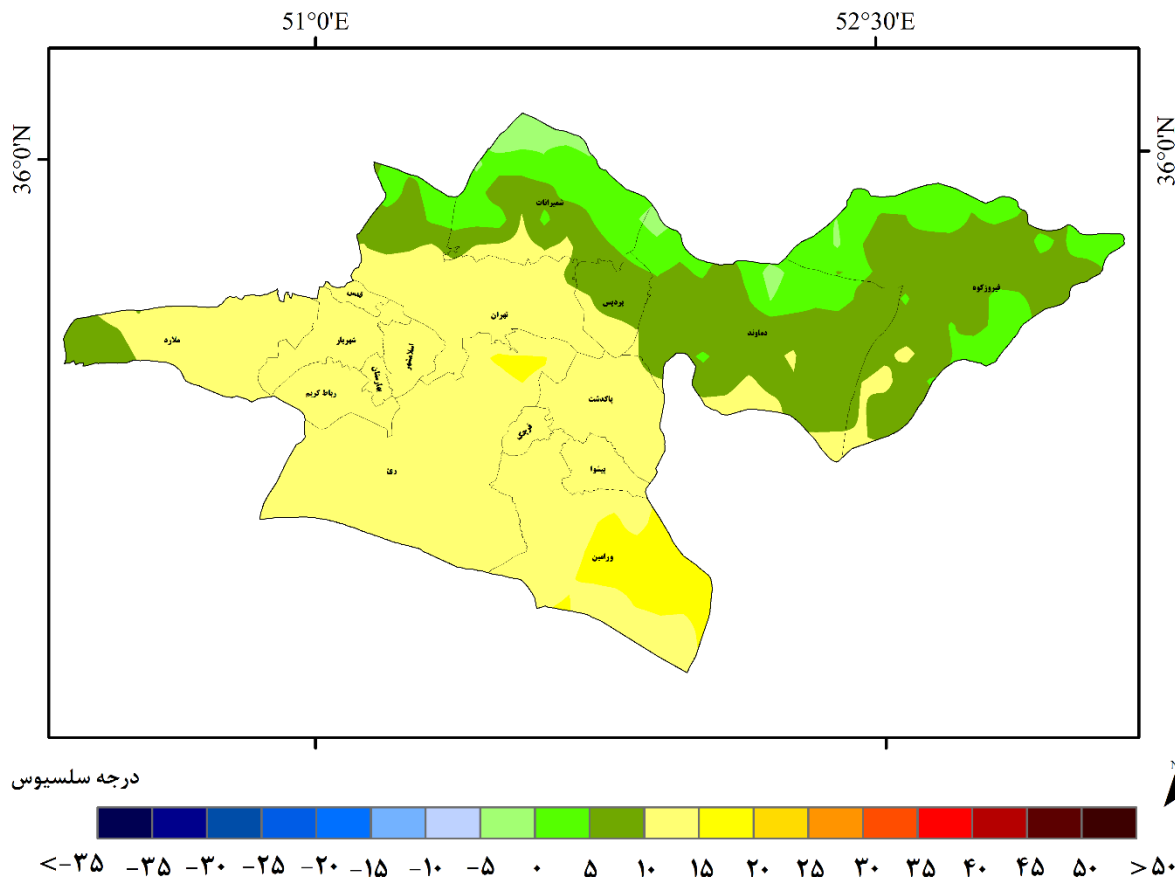 51°0'E 52°30'E
36°0'N 36°0'N
شمیرانات
فیروزکوه
پردیس
دماوند
تهران
قدس
ملارد
شهریار
اسلامشهر
بهارستان
رباط کریم
پاکدشت
قرچک
پیشوا
ری
ورامین
درجه سلسیوس
N
<-۳۵ -۳۵ -۳۰ -۲۵ -۲۰ -۱۵ -۱۰ -۵ ۰ ۵ ۱۰ ۱۵ ۲۰ ۲۵ ۳۰ ۳۵ ۴۰ ۴۵ ۵۰ >۵۰